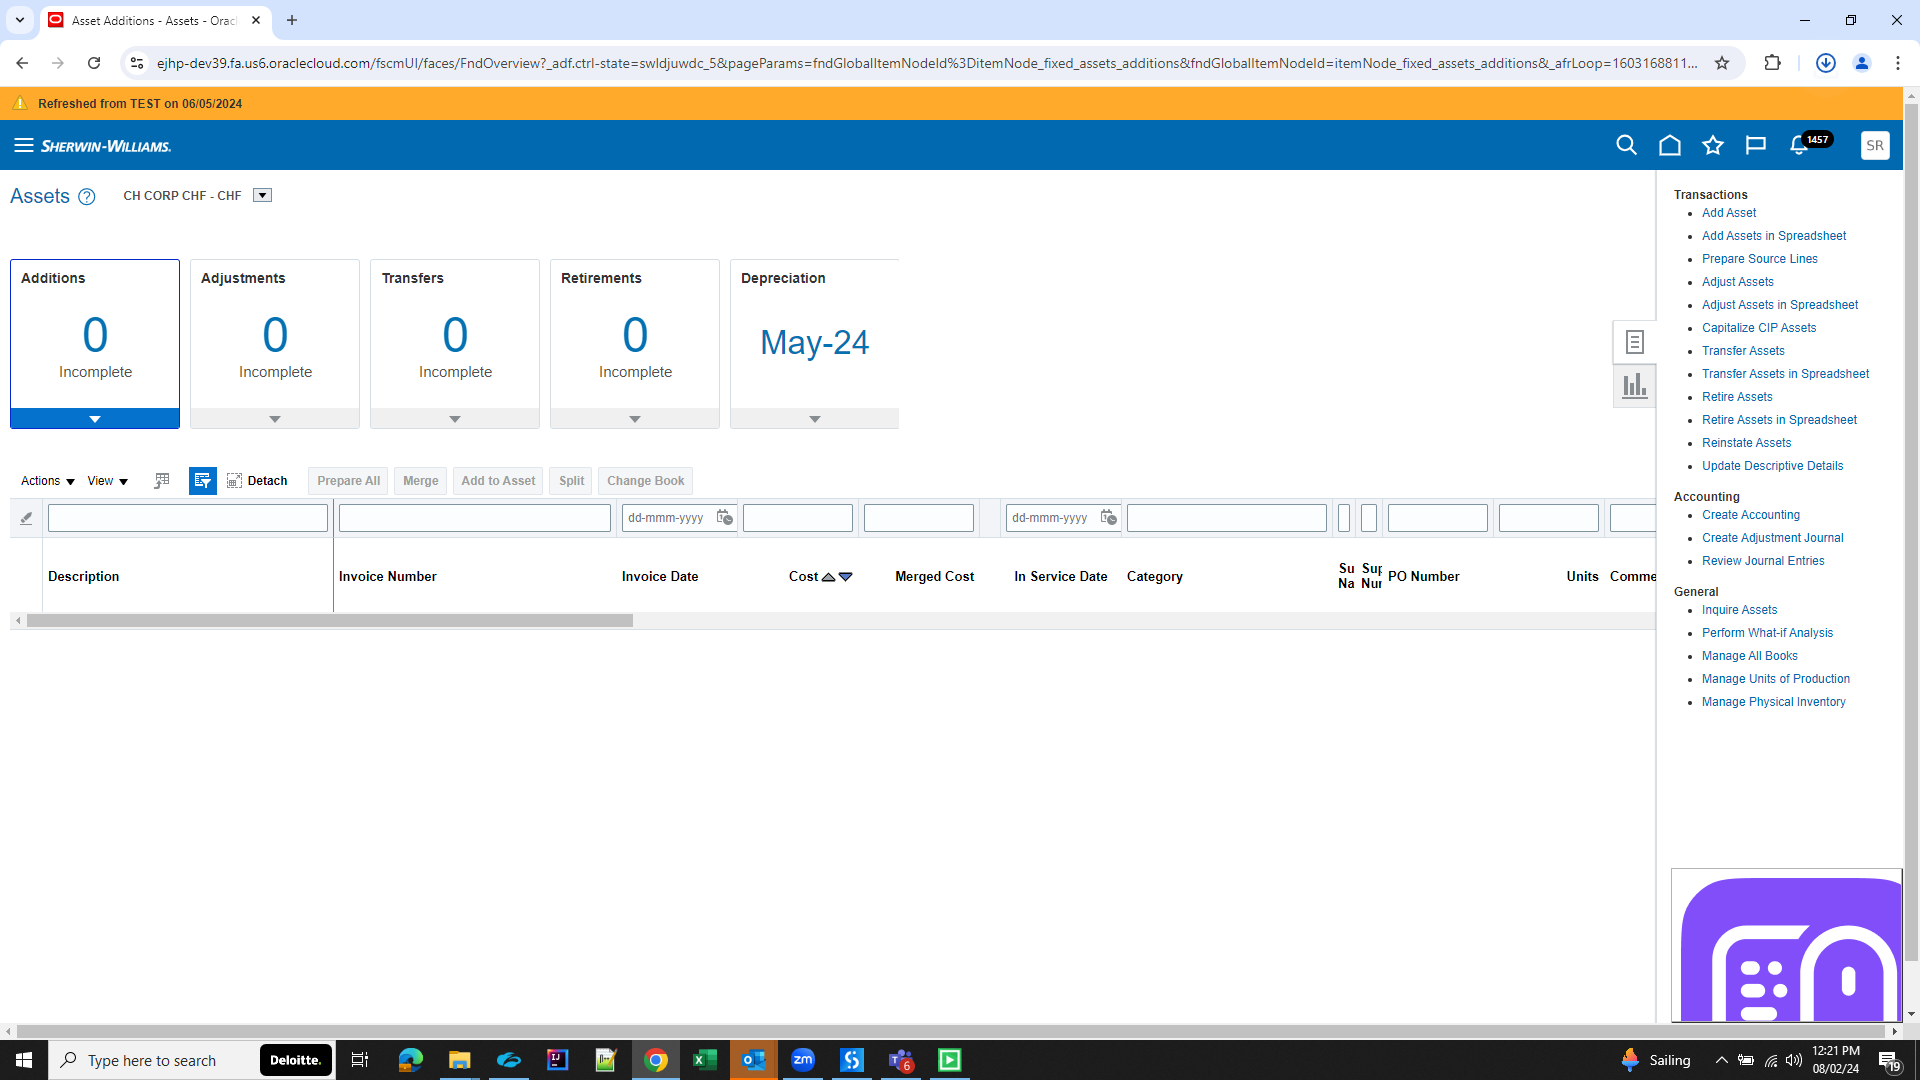 Asset Additions - Assets - Orac
ejhp-dev39.fa.us6.oraclecloud.com/fscmUI/faces/FndOverview?_adf.ctrl-state=swldjuwdc_5&pageParams=fndGlobalItemNodeId%3DitemNode_fixed_assets_additions&fndGlobalItemNodeId=itemNode_fixed_assets_additions&_afrLoop=1603168811...
Refreshed from TEST on 06/05/2024
SHERWIN-WILLIAMS.
1457
SR
Assets
?
CH CORP CHF - CHF
Additions
0
Incomplete
Adjustments
0
Incomplete
Transfers
0
Incomplete
Retirements
0
Incomplete
Depreciation
May-24
Actions
View
Detach
Prepare All
Merge
Add to Asset
Split
Change Book
dd-mmm-yyyy
dd-mmm-yyyy
Description
Invoice Number
Invoice Date
Cost
Merged Cost
In Service Date
Category
Su
Na
Sup
Nur
PO Number
Units
Comme
Transactions
Add Asset
Add Assets in Spreadsheet
Prepare Source Lines
Adjust Assets
Adjust Assets in Spreadsheet
Capitalize CIP Assets
Transfer Assets
Transfer Assets in Spreadsheet
Retire Assets
Retire Assets in Spreadsheet
Reinstate Assets
Update Descriptive Details
Accounting
Create Accounting
Create Adjustment Journal
Review Journal Entries
General
Inquire Assets
Perform What-if Analysis
Manage All Books
Manage Units of Production
Manage Physical Inventory
Type here to search
Deloitte.
IJ
zm
6
Sailing
12:21 PM
08/02/24
19